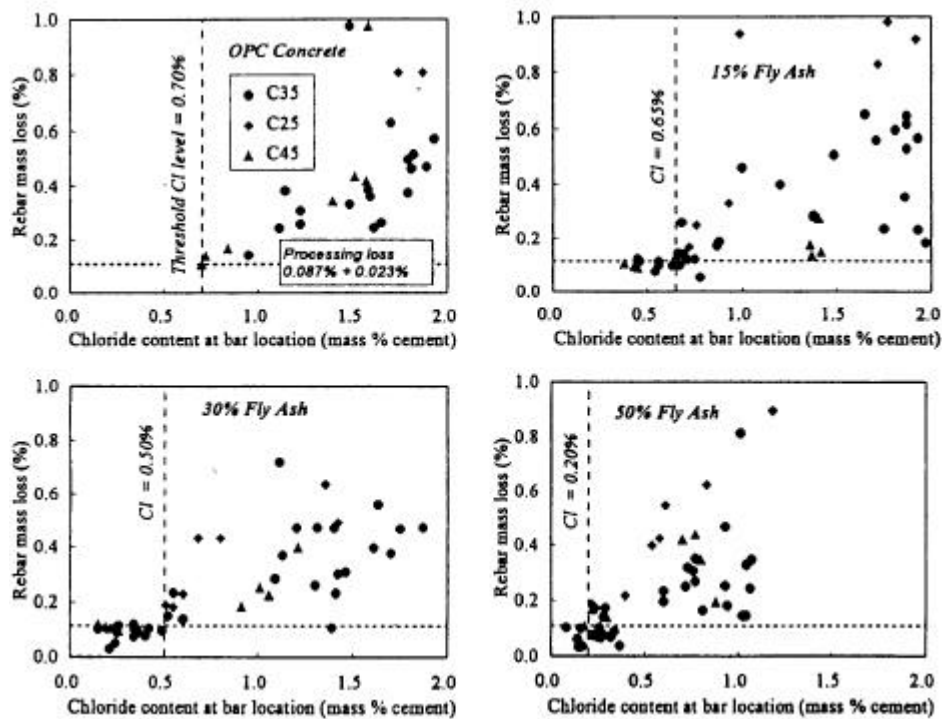 OPC Concrete
C35
C25
C45
Threshold Cl level = 0.70%
Processing loss
0.087% + 0.023%
Rebar mass loss (%)
1.0
0.8
0.6
0.4
0.2
0.0
0.0 0.5 1.0 1.5 2.0
Chloride content at bar location (mass % cement)
15% Fly Ash
Cl = 0.65%
Rebar mass loss (%)
1.0
0.8
0.6
0.4
0.2
0.0
0.0 0.5 1.0 1.5 2.0
Chloride content at bar location (mass % cement)
30% Fly Ash
Cl = 0.50%
Rebar mass loss (%)
1.0
0.8
0.6
0.4
0.2
0.0
0.0 0.5 1.0 1.5 2.0
Chloride content at bar location (mass % cement)
50% Fly Ash
Cl = 0.20%
Rebar mass loss (%)
1.0
0.8
0.6
0.4
0.2
0.0
0.0 0.5 1.0 1.5 2.0
Chloride content at bar location (mass % cement)